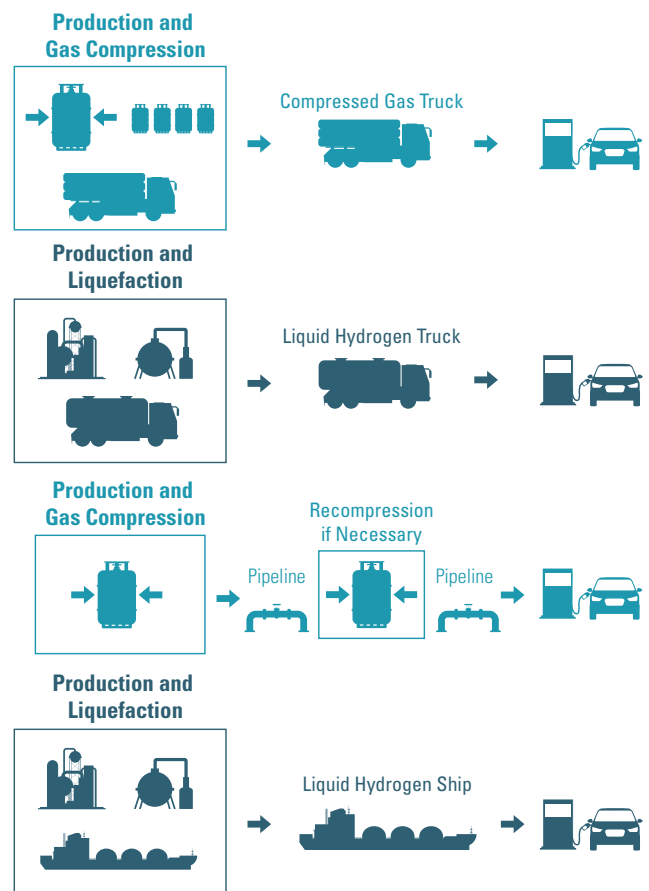 Production and
Gas Compression
Compressed Gas Truck
Production and
Liquefaction
Liquid Hydrogen Truck
Production and
Gas Compression
Recompression
if Necessary
Pipeline
Pipeline
Production and
Liquefaction
Liquid Hydrogen Ship